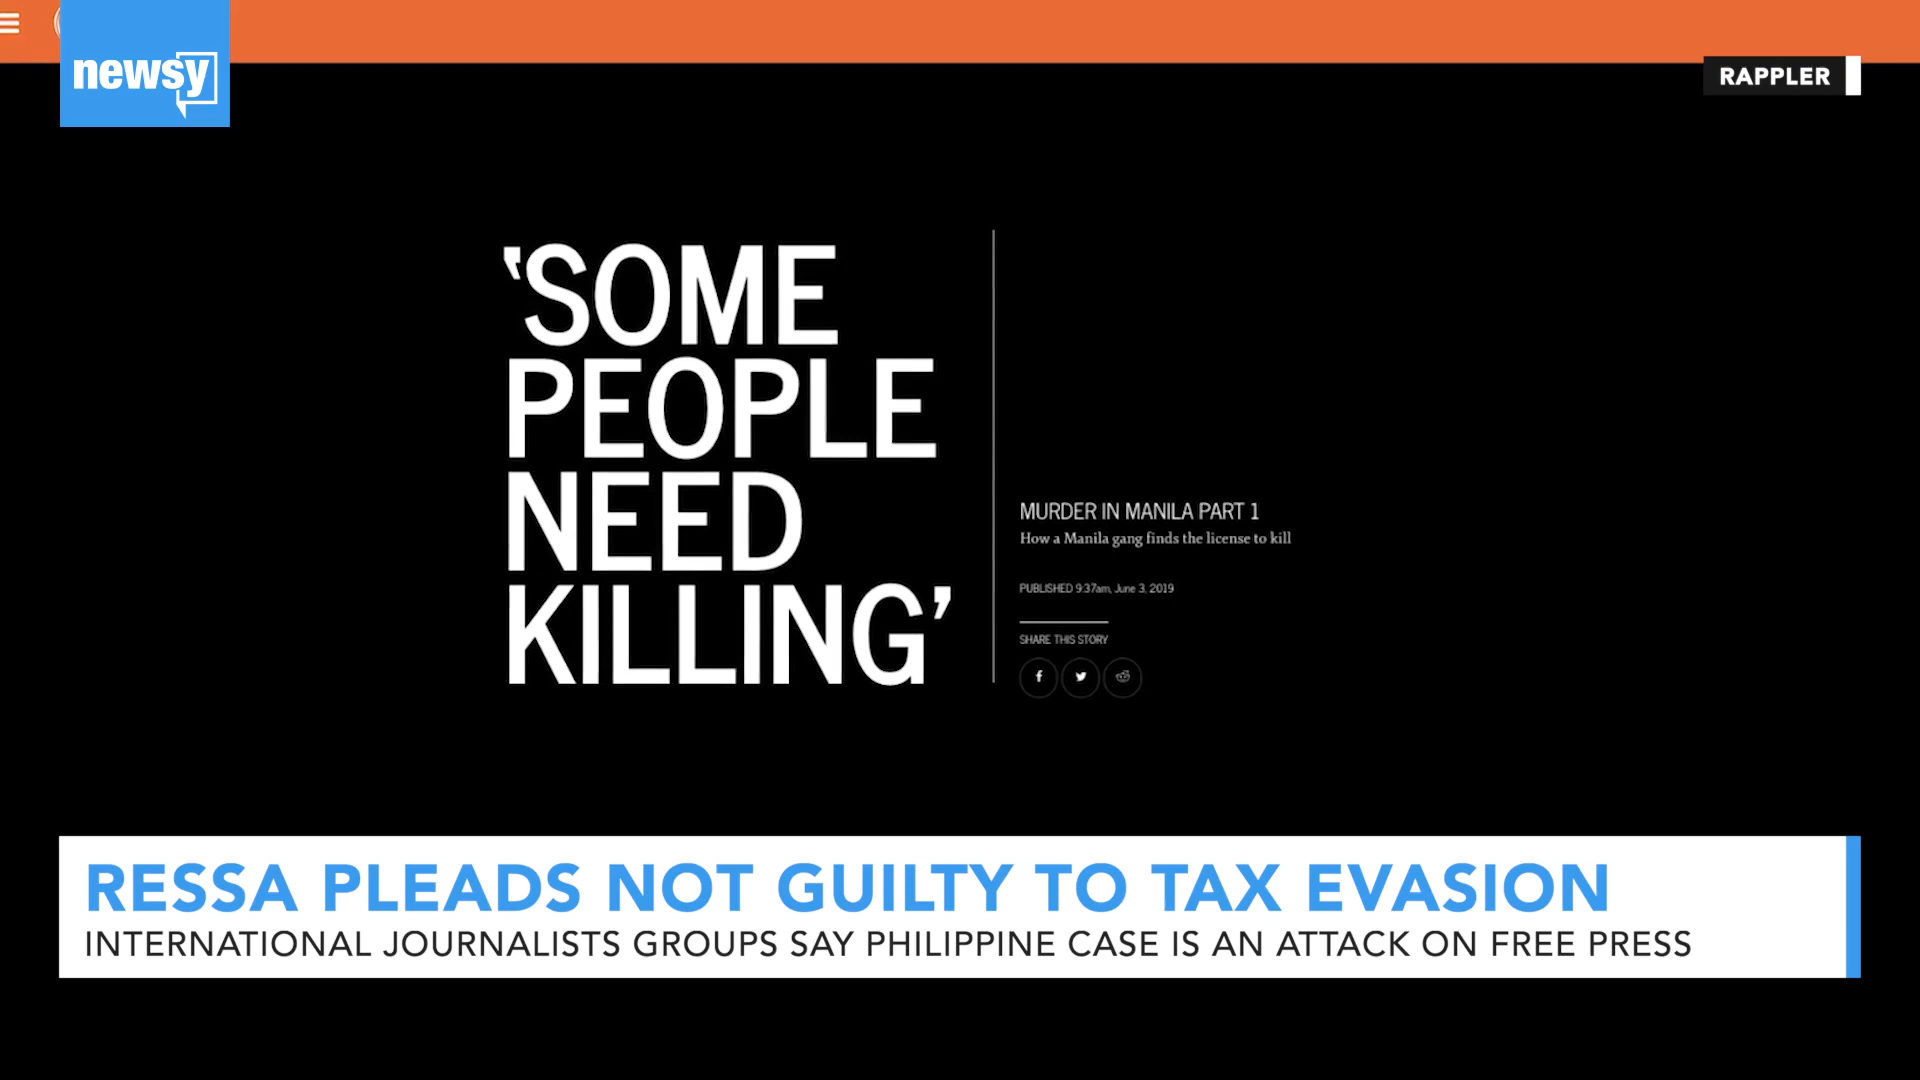 newsy
RAPPLER
‘SOME
PEOPLE
NEED
KILLING’
MURDER IN MANILA PART 1
How a Manila gang finds the license to kill
PUBLISHED 9:37am, June 3, 2019
SHARE THIS STORY
RESSA PLEADS NOT GUILTY TO TAX EVASION
INTERNATIONAL JOURNALISTS GROUPS SAY PHILIPPINE CASE IS AN ATTACK ON FREE PRESS